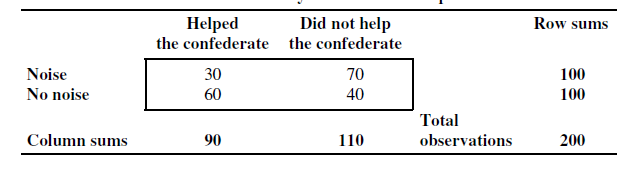 Helped Did not help Row sums
the confederate the confederate
Noise 30 70 100
No noise 60 40 100
Total
Column sums 90 110 observations 200